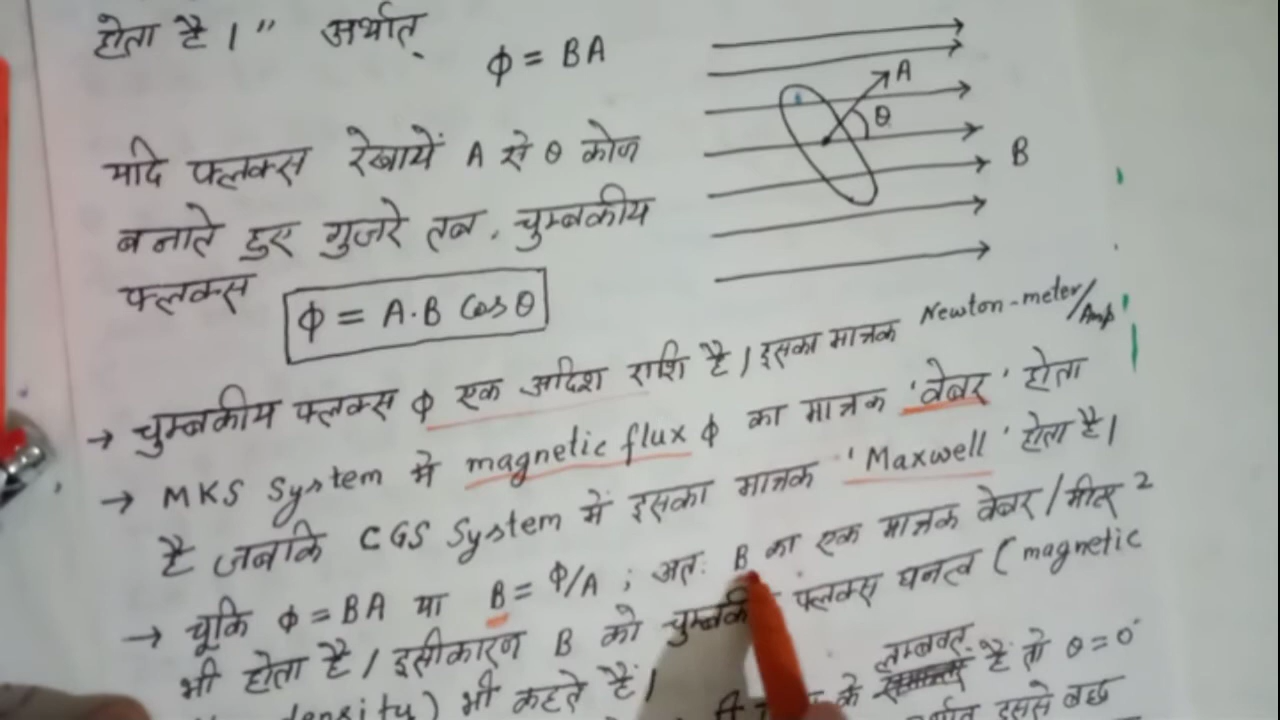 होता है ।" अर्थात्
ϕ = BA
A
θ
B
यदि फ्लक्स रेखायें A से θ कोण
बनाते हुए गुजरे तब, चुम्बकीय
फ्लक्स
ϕ = A.B Cos θ
→ चुम्बकीय फ्लक्स ϕ एक अदिश राशि है / इसका मात्रक Newton-meter/Amp
→ MKS System में magnetic flux ϕ का मात्रक 'वेबर' होता
है जबकि CGS System में इसका मात्रक 'Maxwell' होता है।
→ चूकि ϕ = BA या B = ϕ/A ; अतः B का एक मात्रक वेबर/मीटर²
भी होता है / इसीकारण B को फ्लक्स घनत्व (magnetic
density) भी कहते हैं।
के लम्बवत् है तो θ = 0°
इससे बद्ध